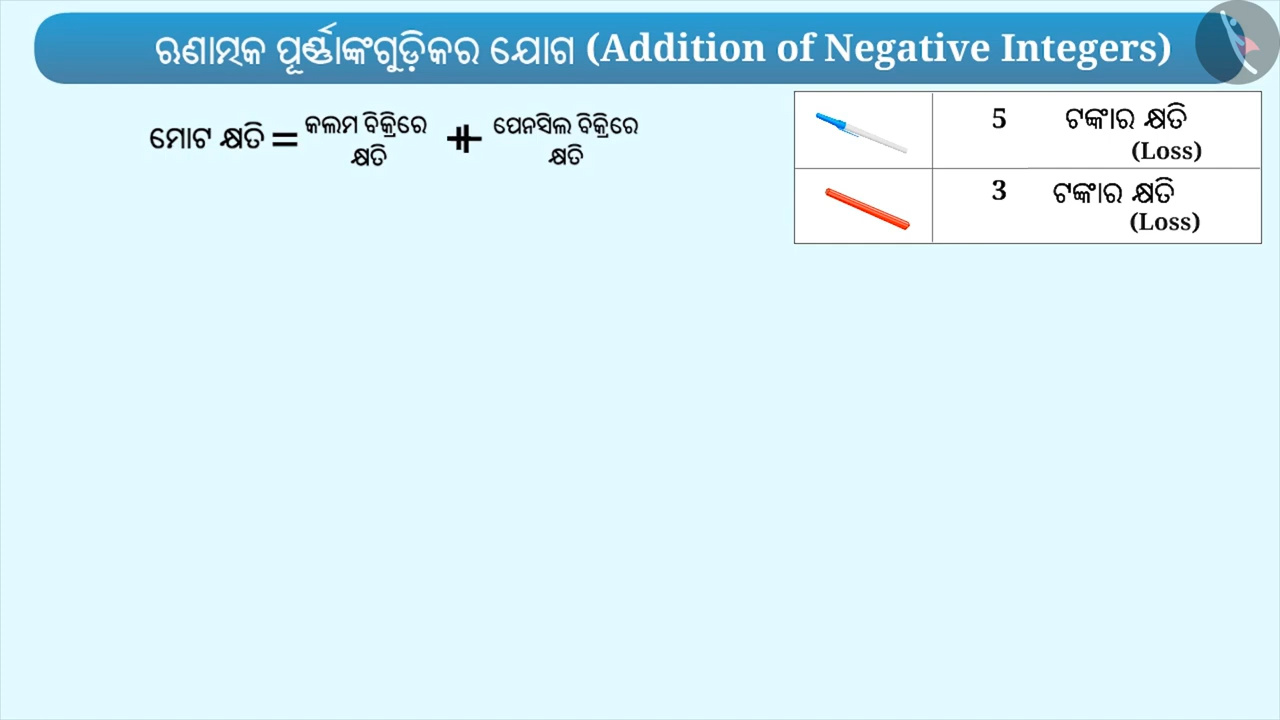 ଋଣାତ୍ମକ ପୂର୍ଣ୍ଣାଙ୍କଗୁଡ଼ିକର ଯୋଗ (Addition of Negative Integers)
ମୋଟ କ୍ଷତି = କଲମ ବିକ୍ରିରେ କ୍ଷତି + ପେନସିଲ ବିକ୍ରିରେ କ୍ଷତି
5 ଟଙ୍କାର କ୍ଷତି
(Loss)
3 ଟଙ୍କାର କ୍ଷତି
(Loss)